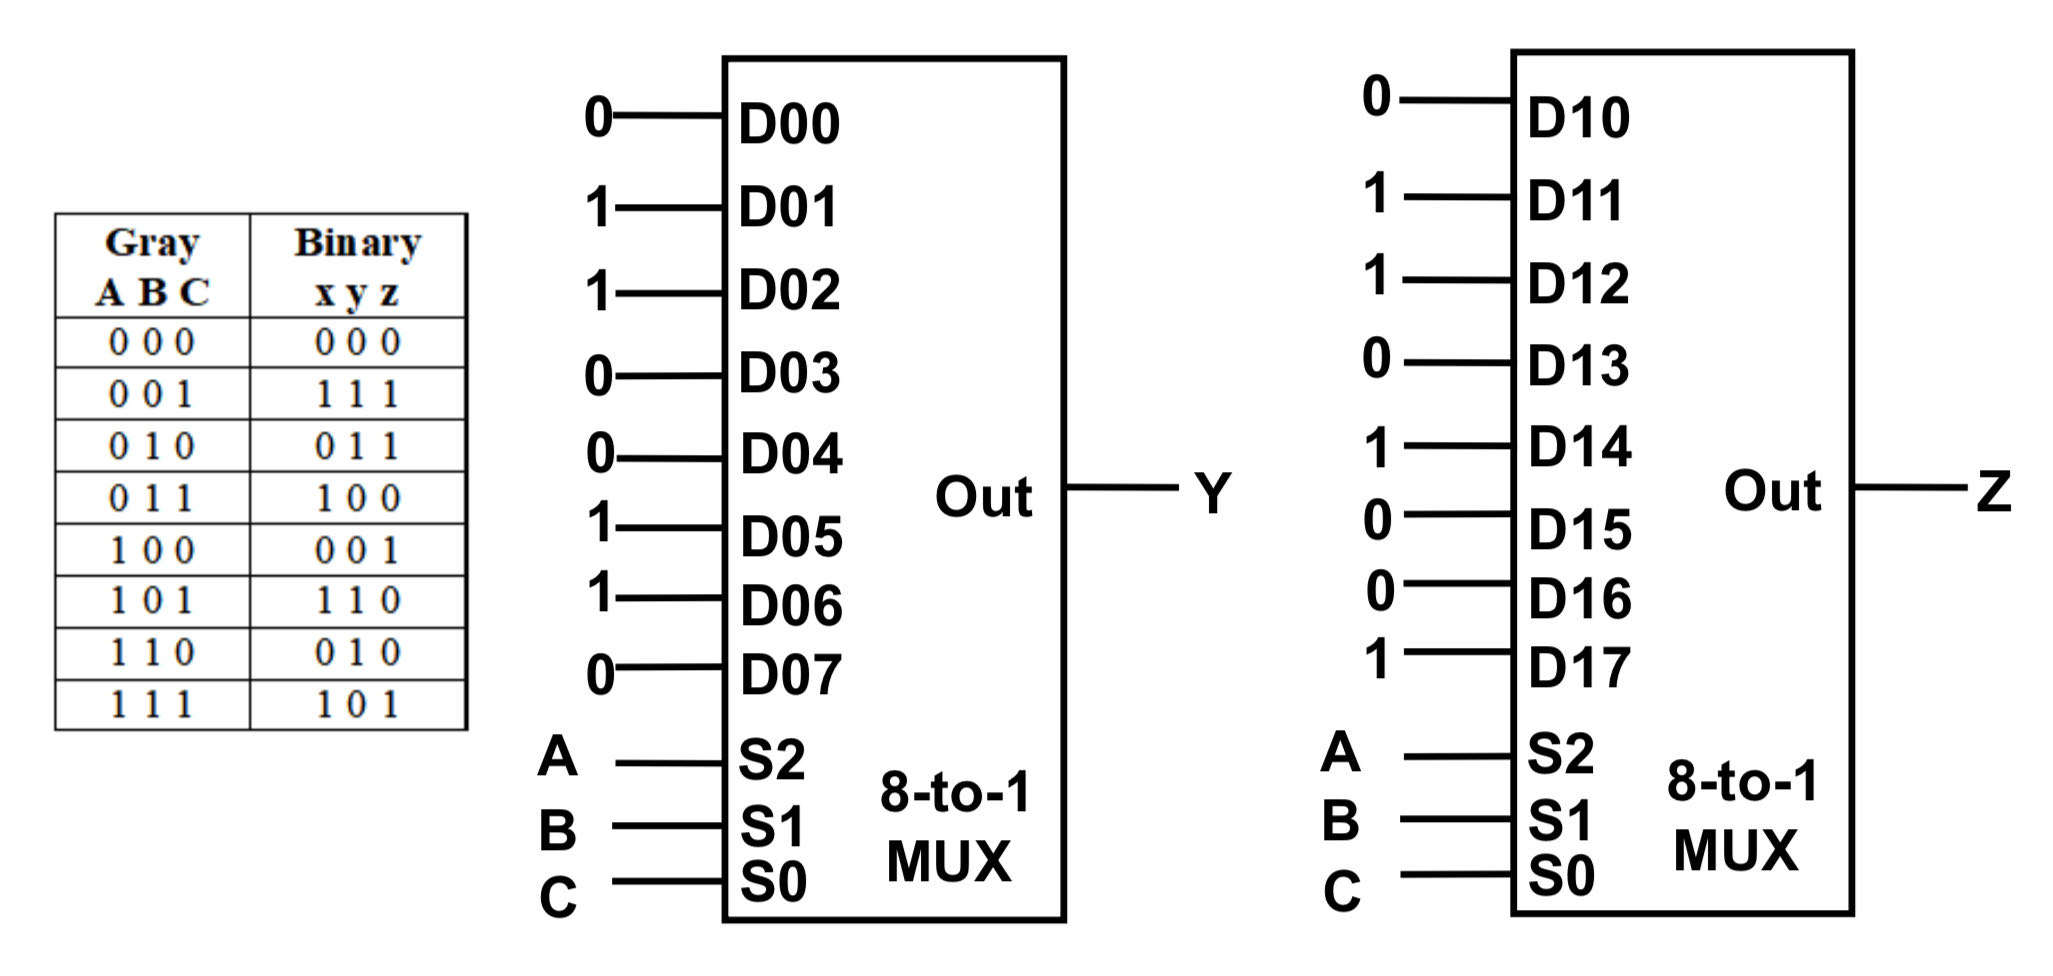 Gray Binary
A B C x y z
0 0 0 0 0 0
0 0 1 1 1 1
0 1 0 0 1 1
0 1 1 1 0 0
1 0 0 0 0 1
1 0 1 1 1 0
1 1 0 0 1 0
1 1 1 1 0 1
0 D00
1 D01
1 D02
0 D03
0 D04
1 D05
1 D06
0 D07
A S2
B S1
C S0
Out Y
8-to-1
MUX
0 D10
1 D11
1 D12
0 D13
1 D14
0 D15
0 D16
1 D17
A S2
B S1
C S0
Out Z
8-to-1
MUX